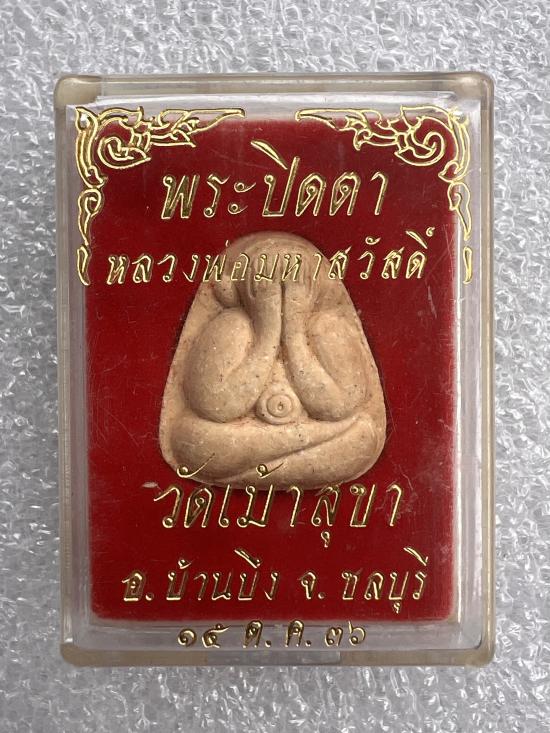 พระปิดตา
หลวงพ่อมหาสวัสดิ์
วัดเม้าสุขา
อ.บ้านบึง จ.ชลบุรี
๑๕ ต.ค.๓๖